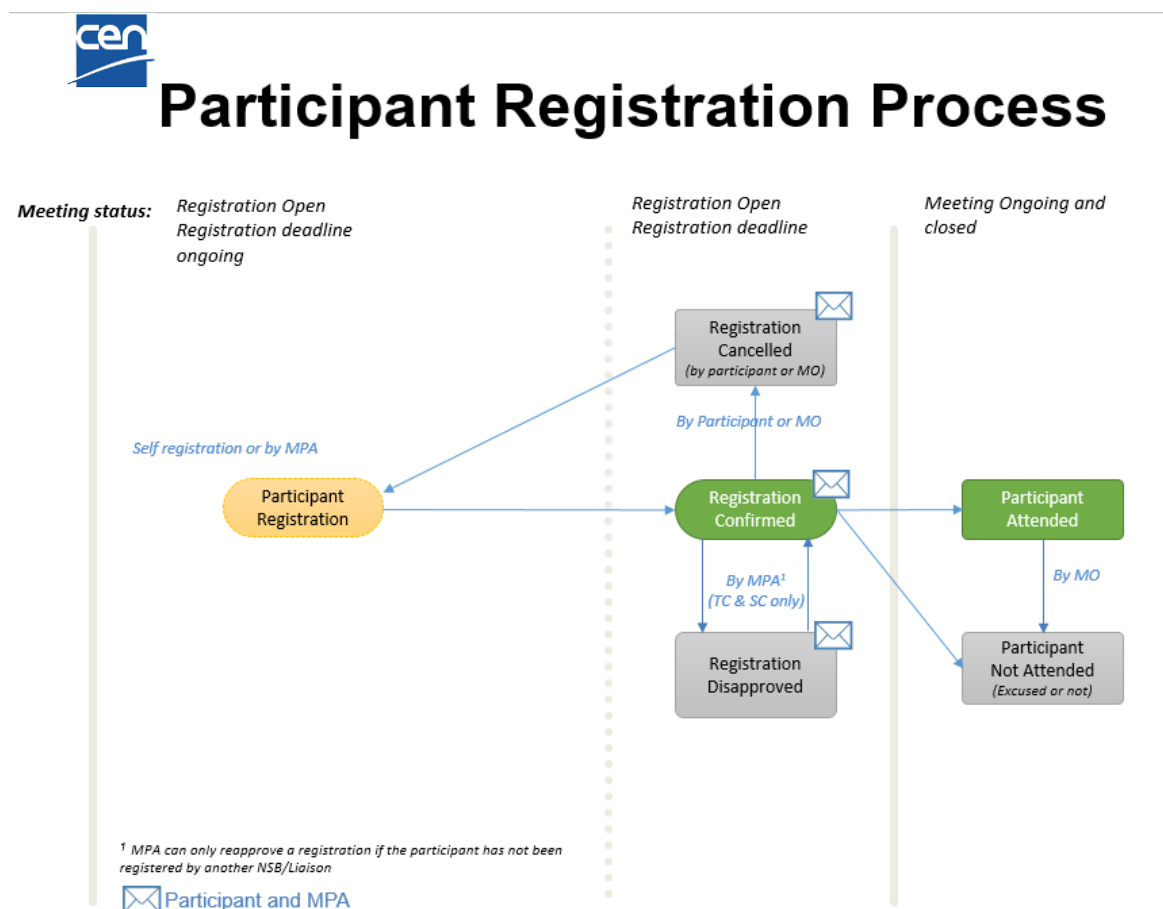 cen
Participant Registration Process
Meeting status:
Registration Open
Registration deadline
ongoing
Registration Open
Registration deadline
Meeting Ongoing and
closed
Registration
Cancelled
(by participant or MO)
By Participant or MO
Self registration or by MPA
Participant
Registration
Registration
Confirmed
Participant
Attended
By MPA¹
(TC & SC only)
By MO
Registration
Disapproved
Participant
Not Attended
(Excused or not)
¹ MPA can only reapprove a registration if the participant has not been
registered by another NSB/Liaison
Participant and MPA